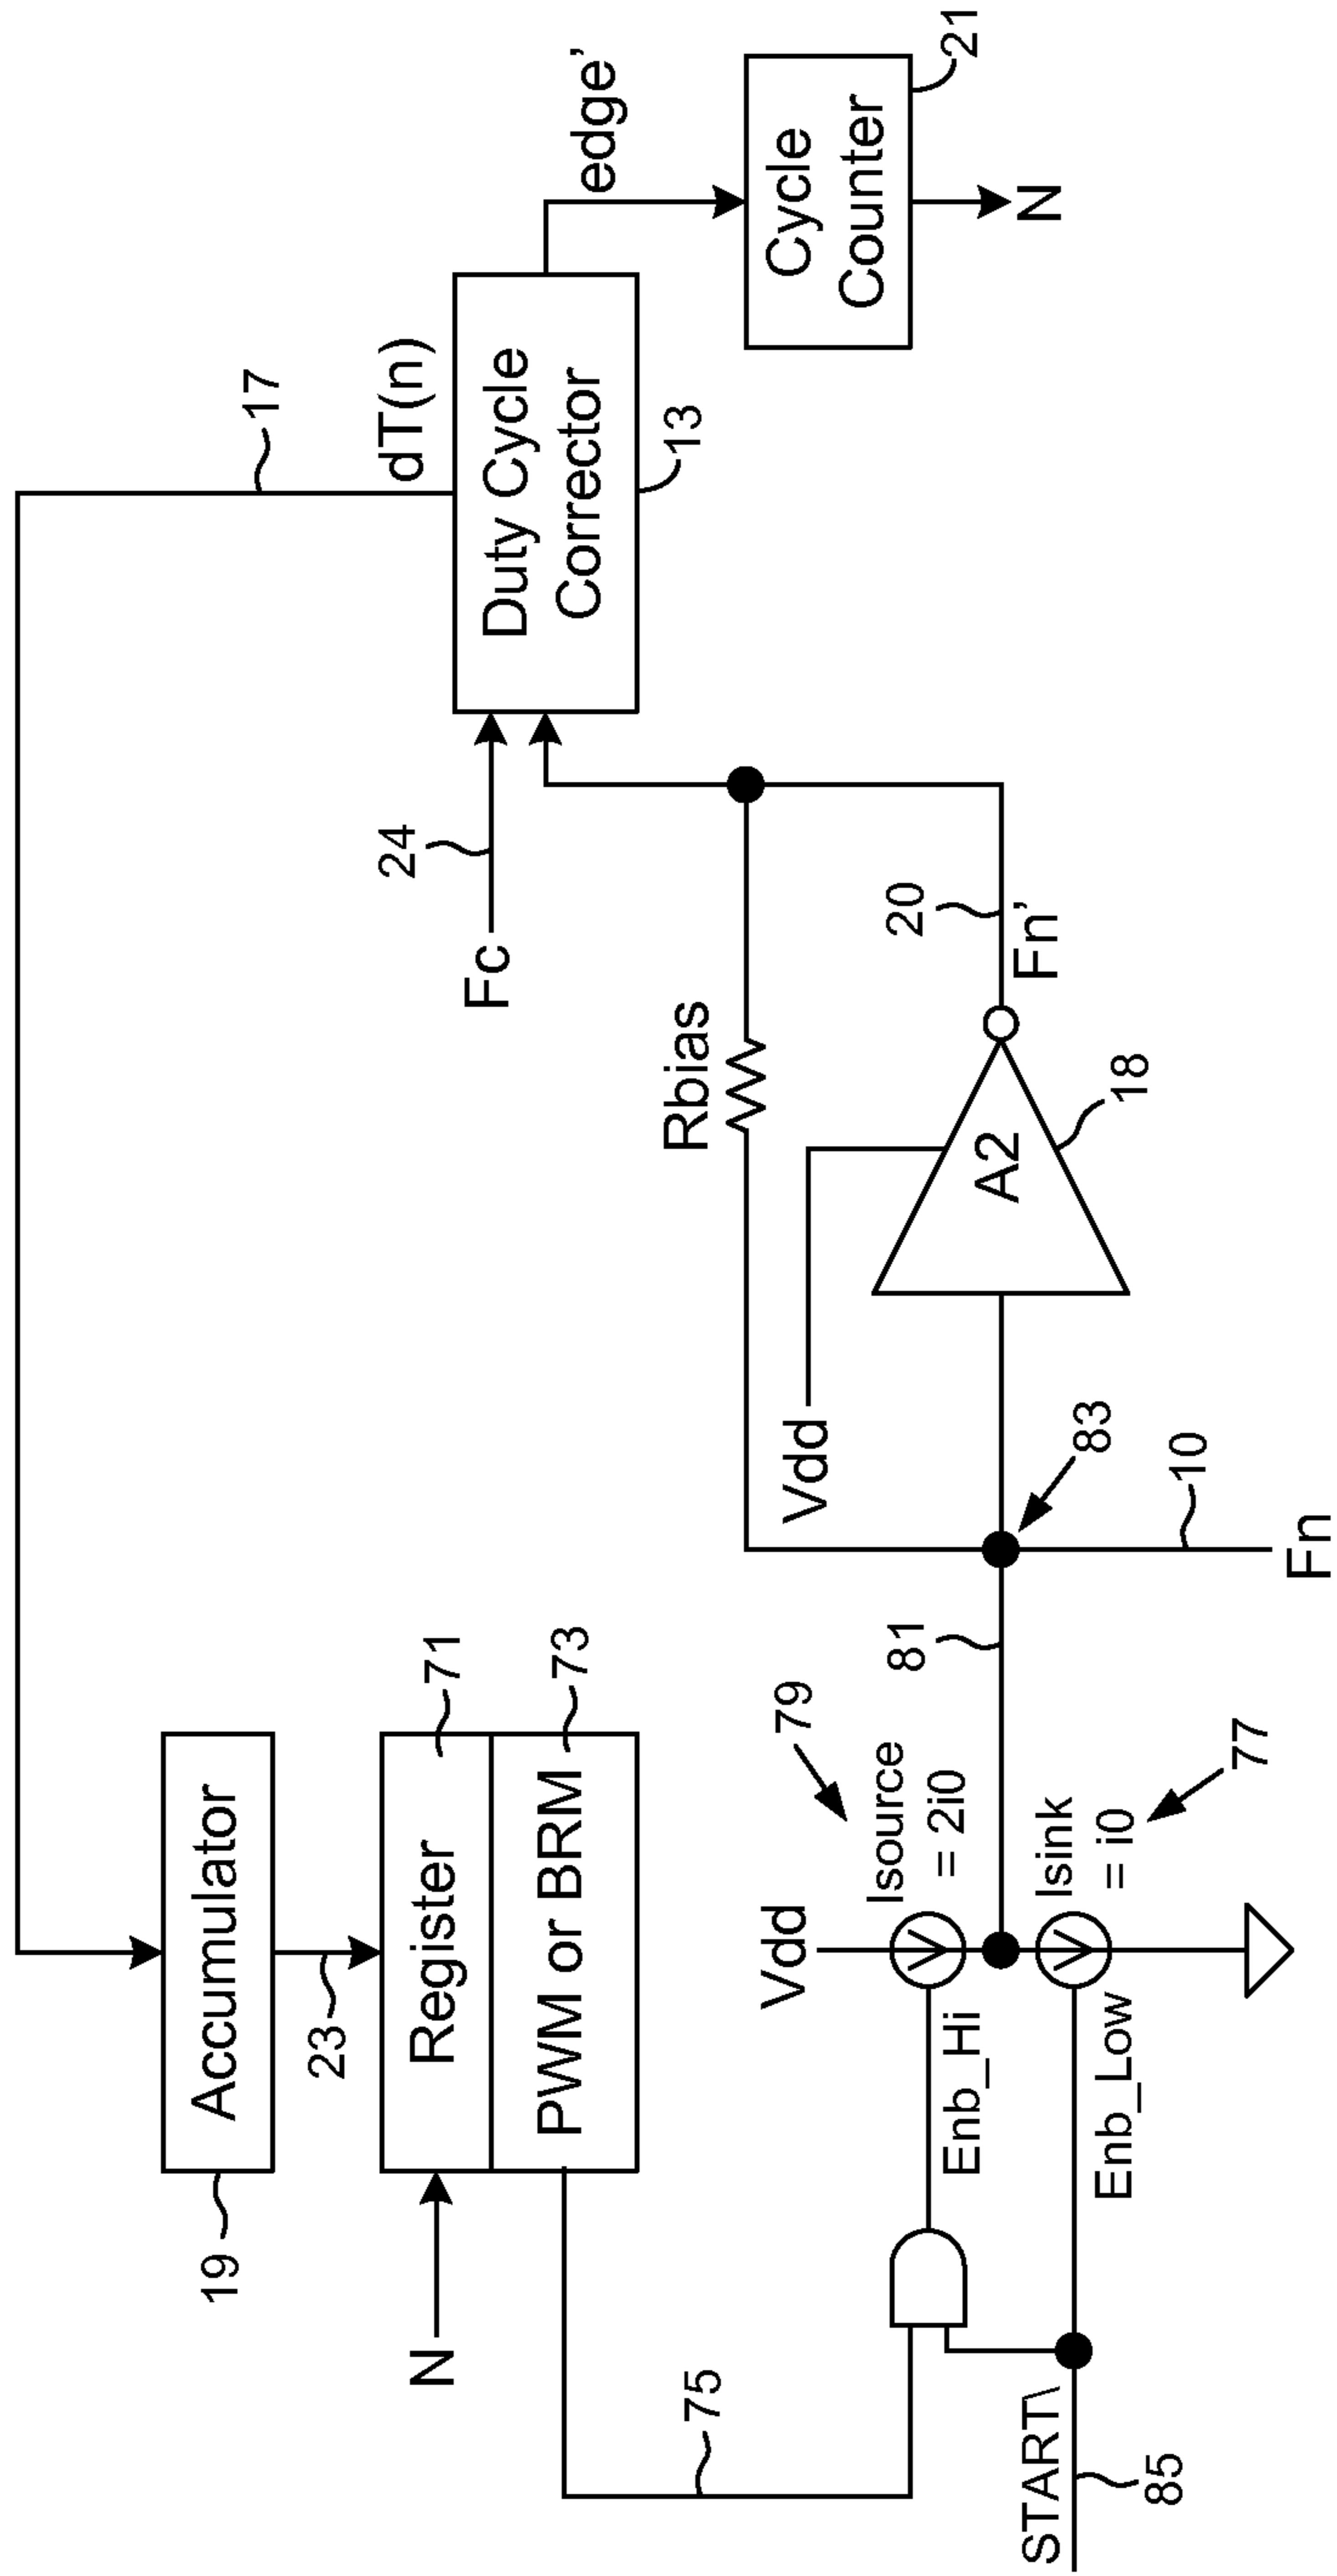 17
dT(n)
Duty Cycle
Corrector
13
edge’
Cycle
Counter
21
N
24
Fc
19
Accumulator
23
N
Register
71
PWM or BRM
73
75
Rbias
Vdd
A2
18
20
Fn’
83
10
Fn
81
79
Isource
= 2i0
Isink
= i0
77
Vdd
Enb_Hi
Enb_Low
START\
85